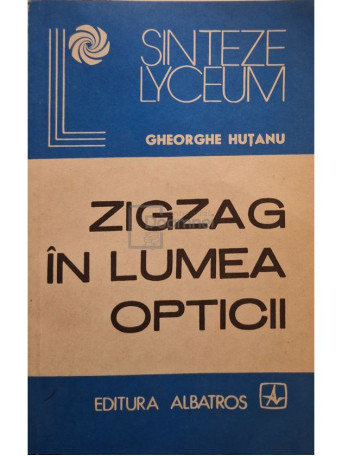 SINTEZE
LYCEUM
GHEORGHE HUȚANU
ZIGZAG
ÎN LUMEA
OPTICII
EDITURA ALBATROS